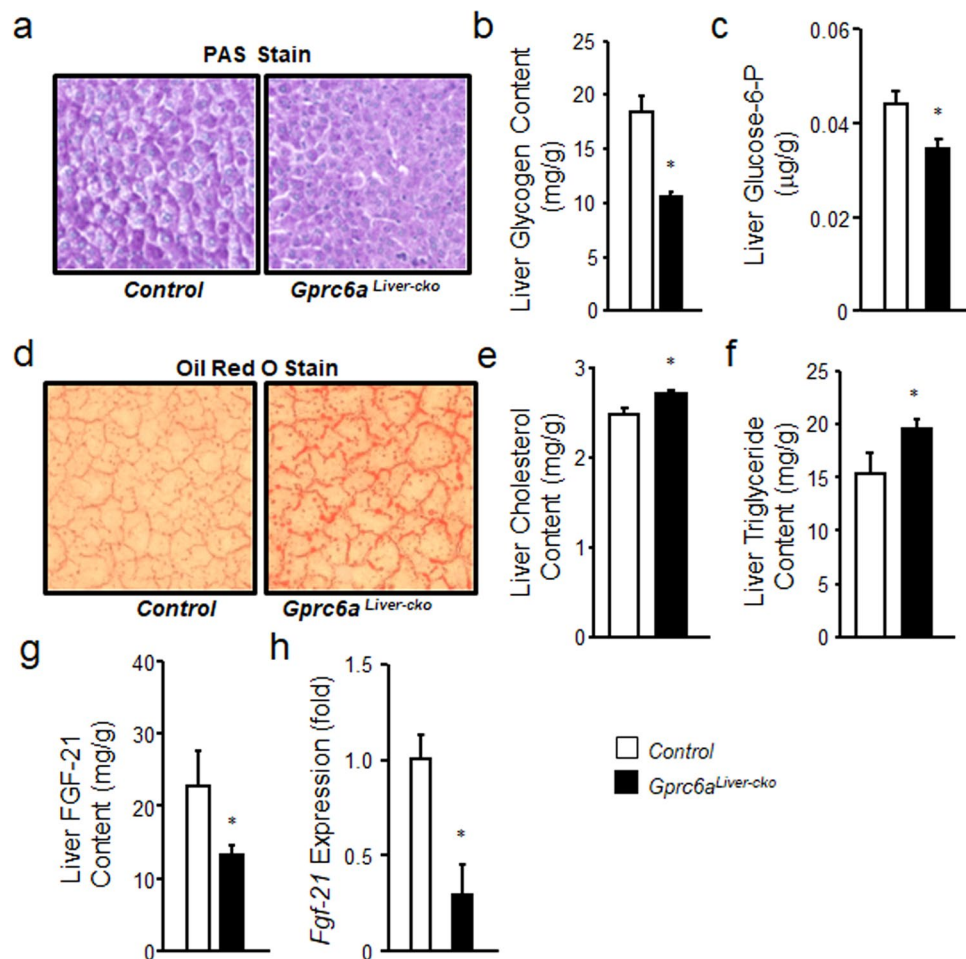 a
PAS Stain
Control
Gprc6a Liver-cko
b
Liver Glycogen Content
(mg/g)
25
20
15
10
5
0
*
c
Liver Glucose-6-P
(µg/g)
0.06
0.04
0.02
0
*
d
Oil Red O Stain
Control
Gprc6a Liver-cko
e
Liver Cholesterol
Content (mg/g)
3
2
1
0
*
f
Liver Triglyceride
Content (mg/g)
25
20
15
10
5
0
*
g
Liver FGF-21
Content (mg/g)
40
30
20
10
0
*
h
Fgf-21 Expression (fold)
1.5
1.0
0.5
0
*
Control
Gprc6aLiver-cko